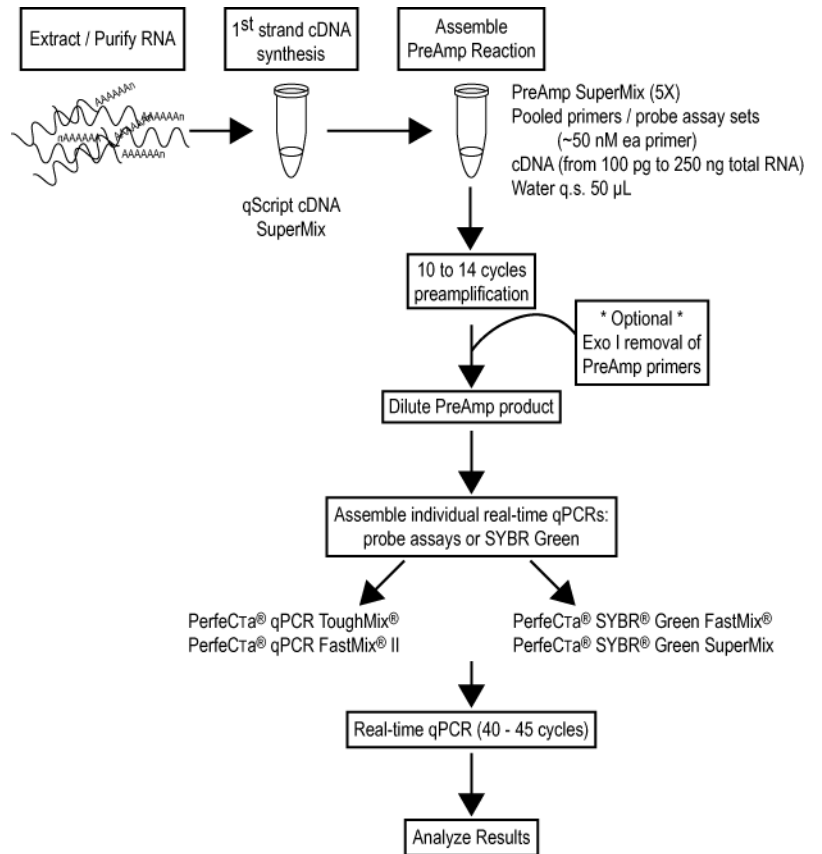 Extract / Purify RNA
1st strand cDNA
synthesis
Assemble
PreAmp Reaction
AAAAAAn
AAAAAAn
AAAAAAn
nAAAAAA
AAAAAAn
qScript cDNA
SuperMix
PreAmp SuperMix (5X)
Pooled primers / probe assay sets
(~50 nM ea primer)
cDNA (from 100 pg to 250 ng total RNA)
Water q.s. 50 µL
10 to 14 cycles
preamplification
* Optional *
Exo I removal of
PreAmp primers
Dilute PreAmp product
Assemble individual real-time qPCRs:
probe assays or SYBR Green
PerfeCTa® qPCR ToughMix®
PerfeCTa® qPCR FastMix® II
PerfeCTa® SYBR® Green FastMix®
PerfeCTa® SYBR® Green SuperMix
Real-time qPCR (40 - 45 cycles)
Analyze Results